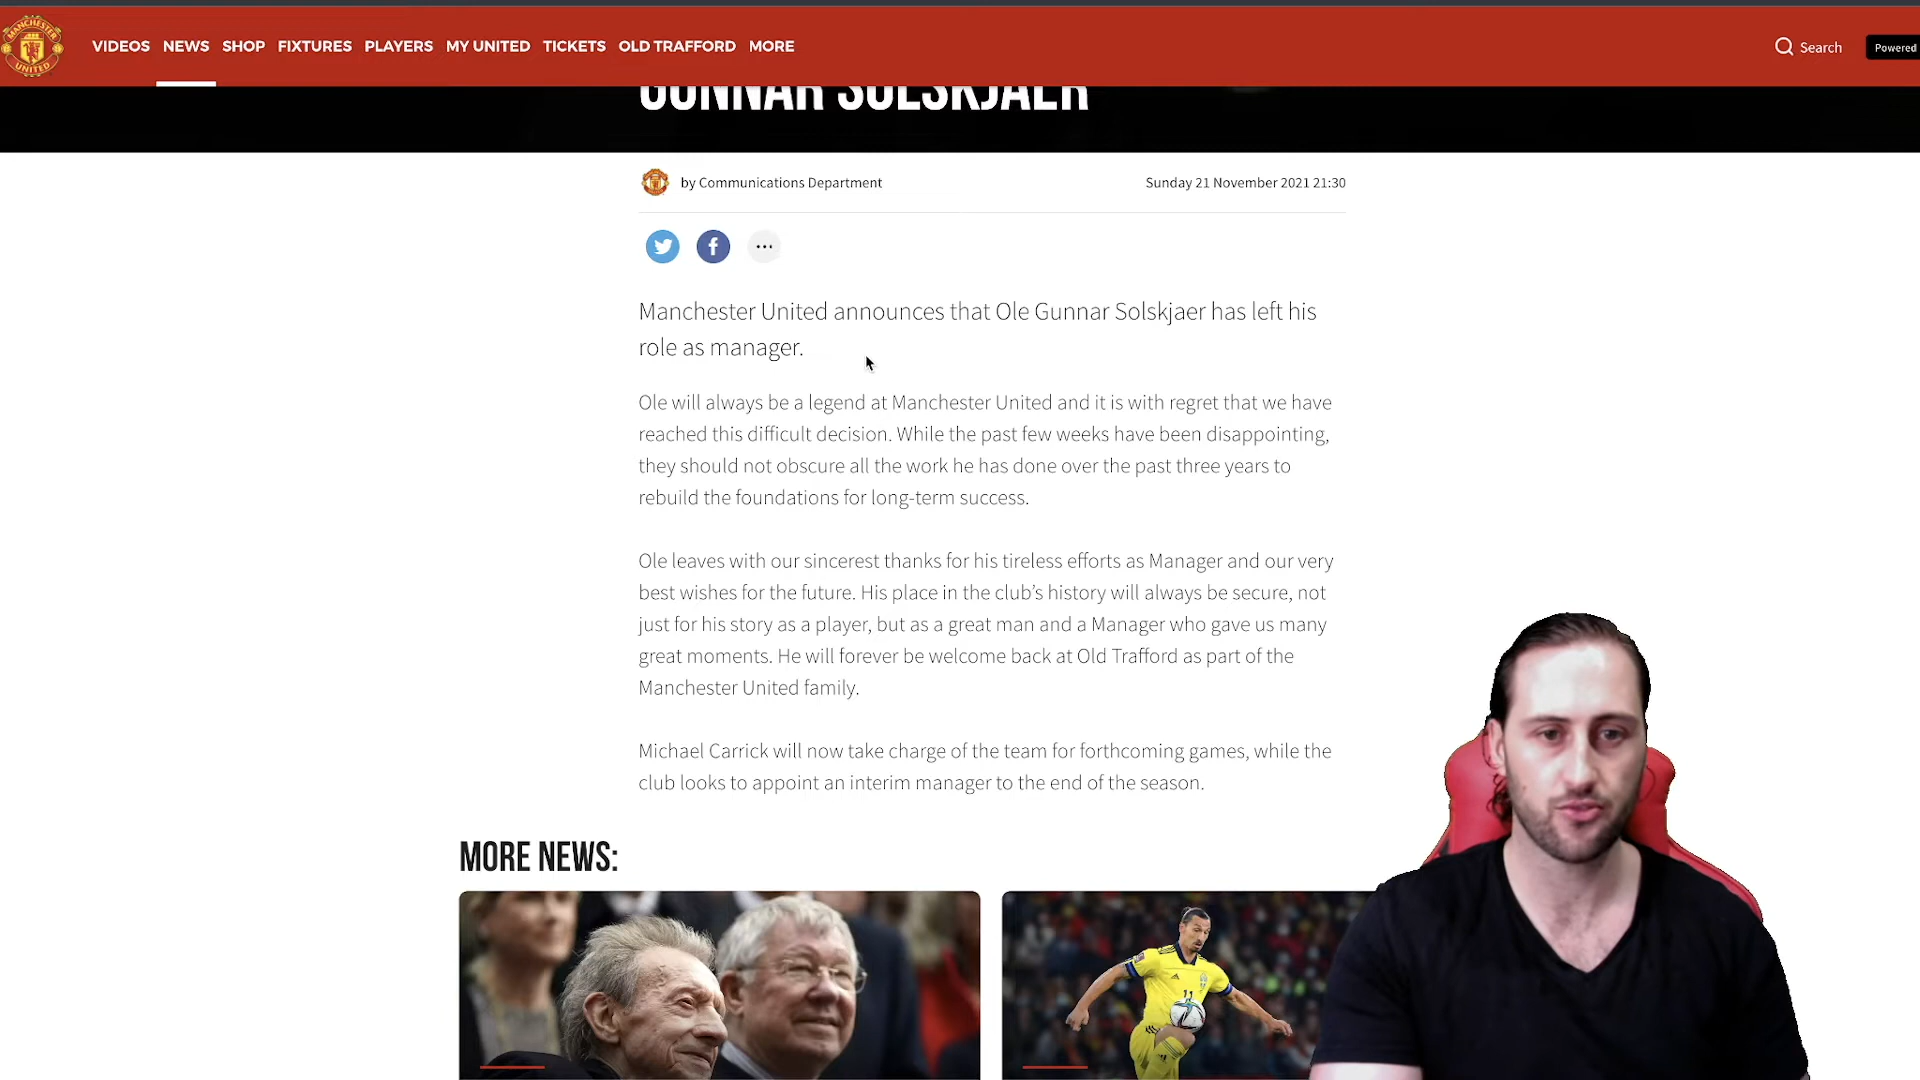 MANCHESTER
UNITED
VIDEOS NEWS SHOP FIXTURES PLAYERS MY UNITED TICKETS OLD TRAFFORD MORE
Search
Powered
GUNNAR SOLSKJAER
by Communications Department
Sunday 21 November 2021 21:30
Manchester United announces that Ole Gunnar Solskjaer has left his
role as manager.
Ole will always be a legend at Manchester United and it is with regret that we have
reached this difficult decision. While the past few weeks have been disappointing,
they should not obscure all the work he has done over the past three years to
rebuild the foundations for long-term success.
Ole leaves with our sincerest thanks for his tireless efforts as Manager and our very
best wishes for the future. His place in the club’s history will always be secure, not
just for his story as a player, but as a great man and a Manager who gave us many
great moments. He will forever be welcome back at Old Trafford as part of the
Manchester United family.
Michael Carrick will now take charge of the team for forthcoming games, while the
club looks to appoint an interim manager to the end of the season.
MORE NEWS:
11